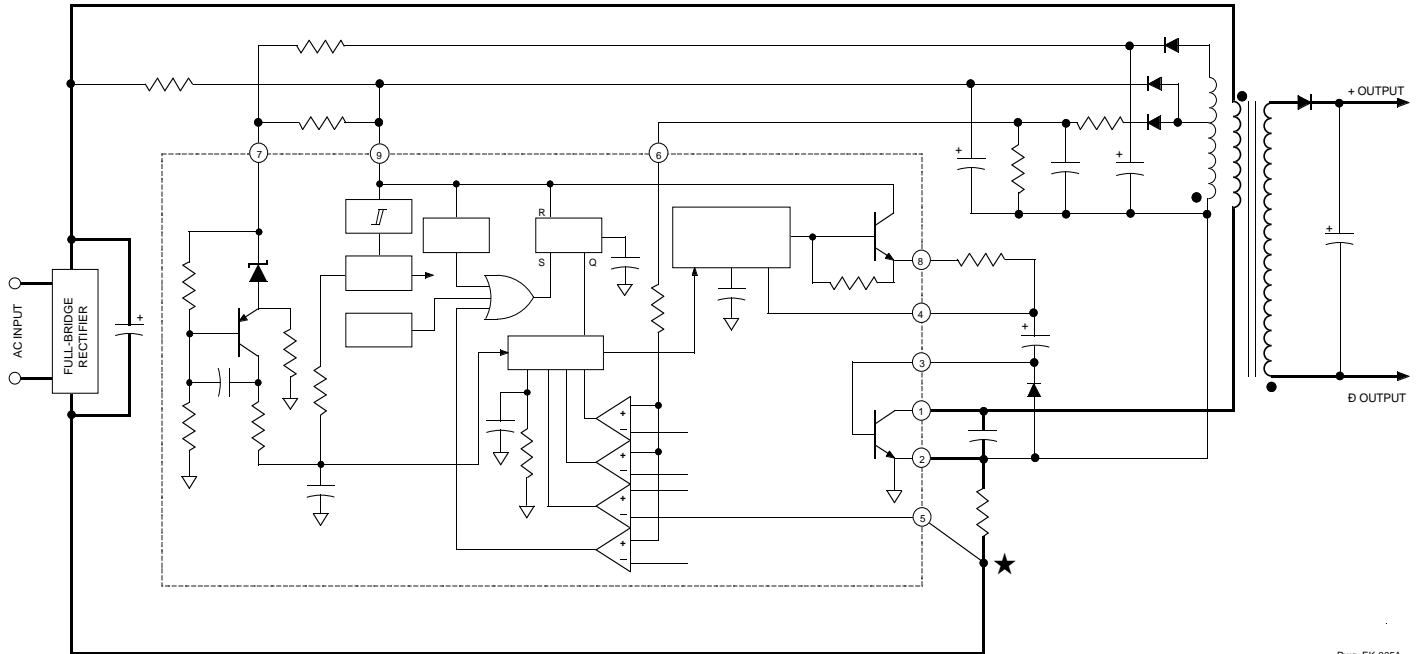 + OUTPUT
7
9
6
+
+
+
R
S
Q
8
4
+
AC INPUT
FULL-BRIDGE
RECTIFIER
+
3
Ð OUTPUT
1
+
–
2
+
–
+
–
5
+
–
★